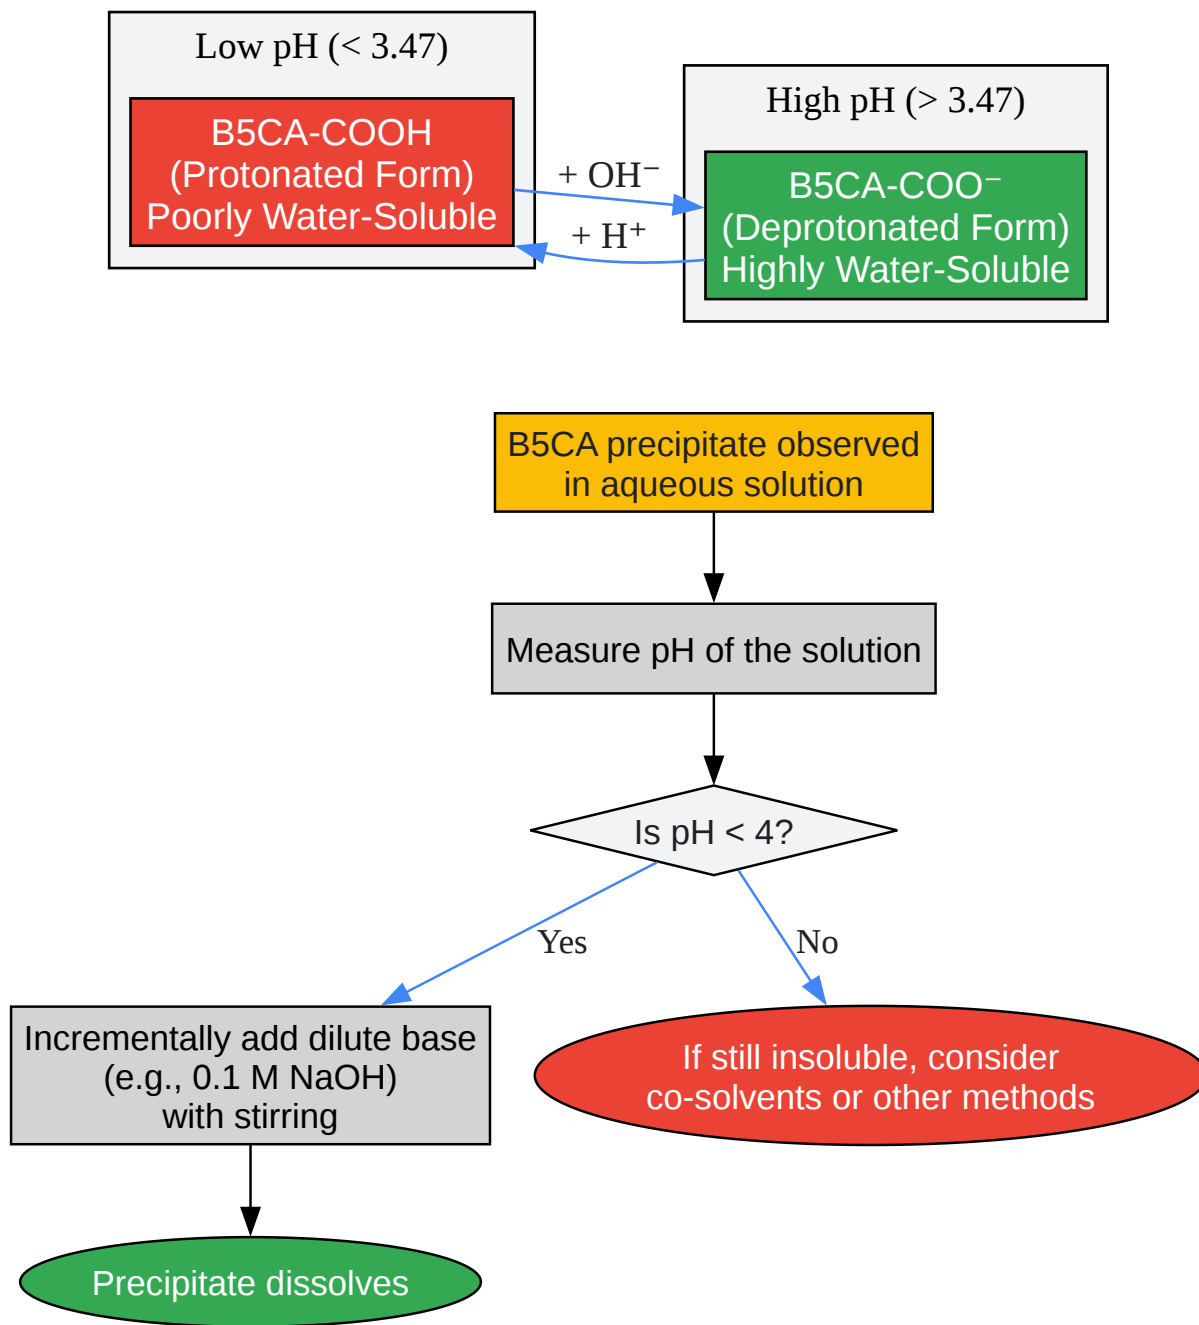 Low pH (< 3.47)
B5CA-COOH
(Protonated Form)
Poorly Water-Soluble
+ OH⁻
+ H⁺
High pH (> 3.47)
B5CA-COO⁻
(Deprotonated Form)
Highly Water-Soluble
B5CA precipitate observed
in aqueous solution
Measure pH of the solution
Is pH < 4?
Yes
No
Incrementally add dilute base
(e.g., 0.1 M NaOH)
with stirring
If still insoluble, consider
co-solvents or other methods
Precipitate dissolves